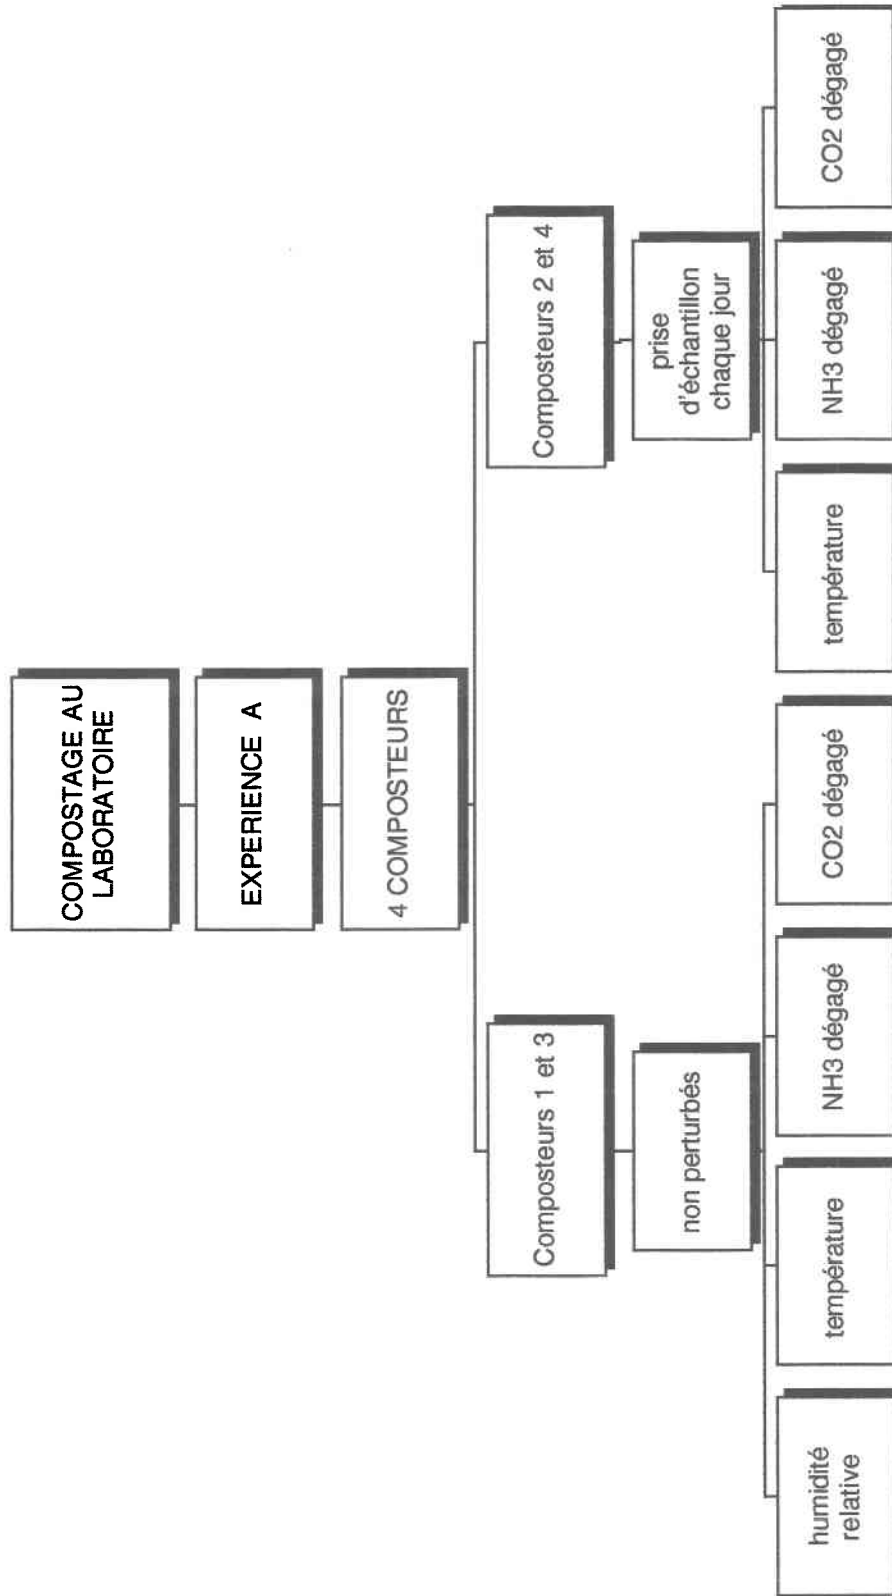 COMPOSTAGE AU
LABORATOIRE
EXPERIENCE A
4 COMPOSTEURS
Composteurs 1 et 3
Composteurs 2 et 4
non perturbés
prise
d'échantillon
chaque jour
humidité
relative
température
NH3 dégagé
CO2 dégagé
température
NH3 dégagé
CO2 dégagé